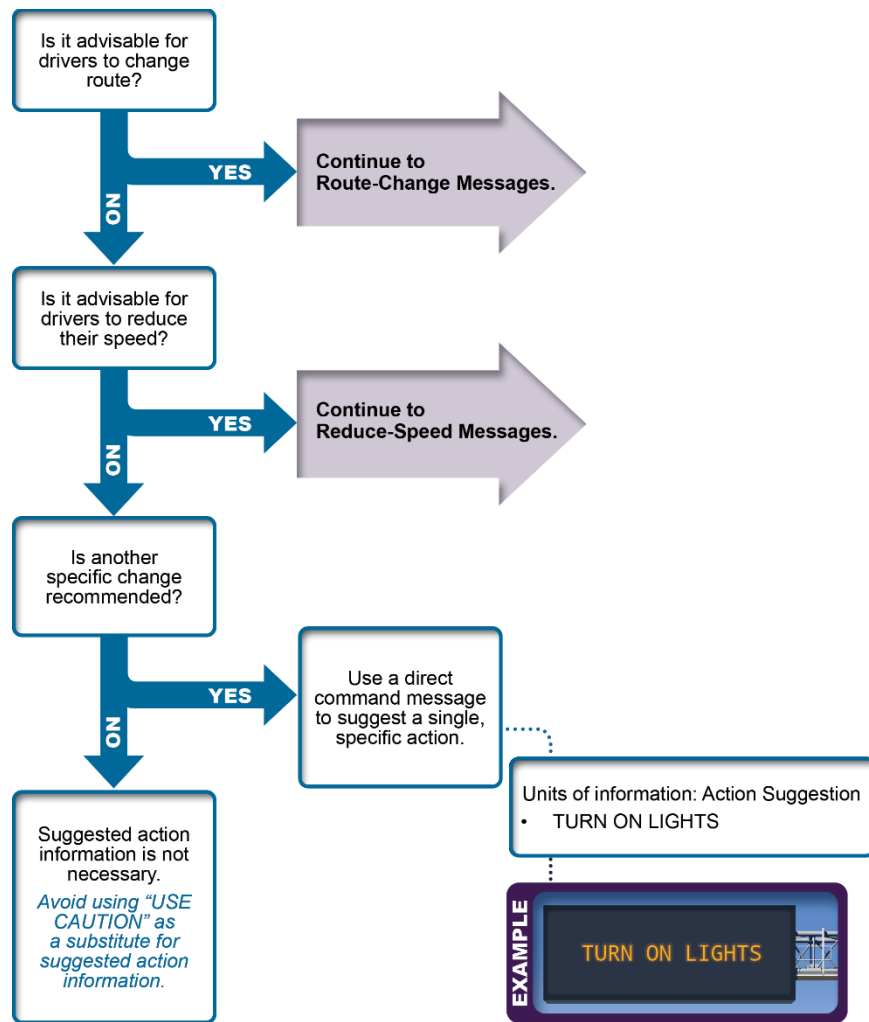 Is it advisable for
drivers to change
route?
YES
Continue to
Route-Change Messages.
NO
Is it advisable for
drivers to reduce
their speed?
YES
Continue to
Reduce-Speed Messages.
NO
Is another
specific change
recommended?
YES
Use a direct
command message
to suggest a single,
specific action.
NO
Units of information: Action Suggestion
• TURN ON LIGHTS
Suggested action
information is not
necessary.
Avoid using “USE
CAUTION” as
a substitute for
suggested action
information.
EXAMPLE
TURN ON LIGHTS